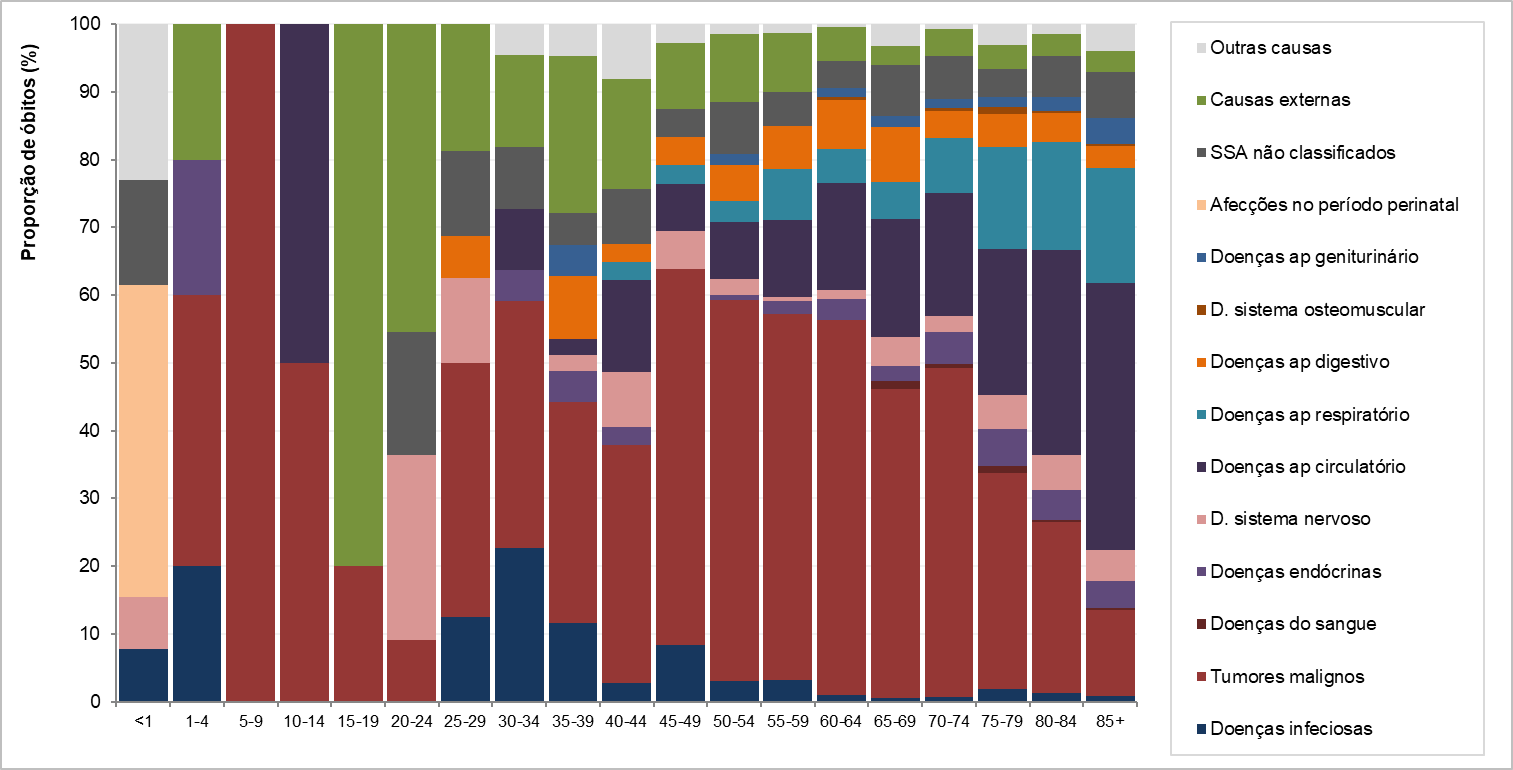 Proporção de óbitos (%)
100
90
80
70
60
50
40
30
20
10
0
<1 1-4 5-9 10-14 15-19 20-24 25-29 30-34 35-39 40-44 45-49 50-54 55-59 60-64 65-69 70-74 75-79 80-84 85+
Outras causas
Causas externas
SSA não classificados
Afecções no período perinatal
Doenças ap geniturinário
D. sistema osteomuscular
Doenças ap digestivo
Doenças ap respiratório
Doenças ap circulatório
D. sistema nervoso
Doenças endócrinas
Doenças do sangue
Tumores malignos
Doenças infeciosas